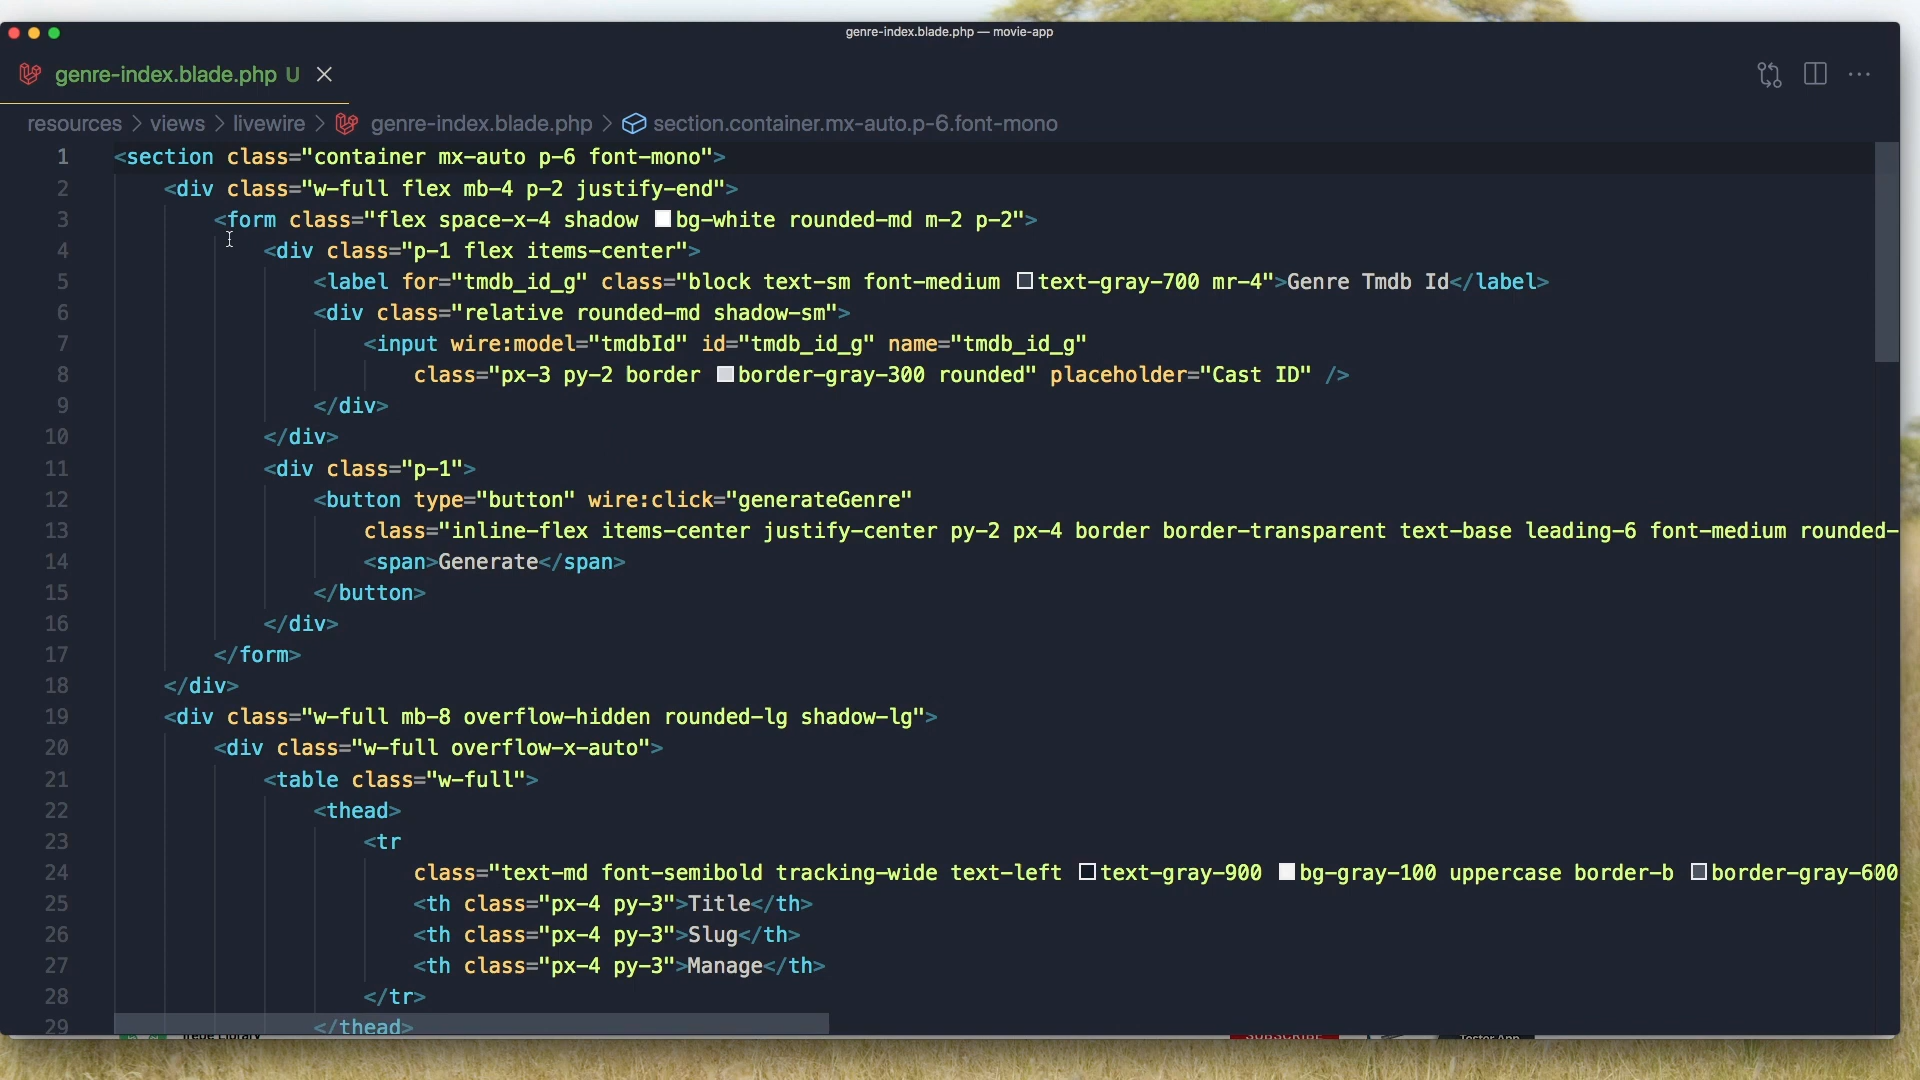 genre-index.blade.php — movie-app
genre-index.blade.php U
resources > views > livewire > genre-index.blade.php > section.container.mx-auto.p-6.font-mono
1 <section class="container mx-auto p-6 font-mono">
2 <div class="w-full flex mb-4 p-2 justify-end">
3 <form class="flex space-x-4 shadow bg-white rounded-md m-2 p-2">
4 <div class="p-1 flex items-center">
5 <label for="tmdb_id_g" class="block text-sm font-medium text-gray-700 mr-4">Genre Tmdb Id</label>
6 <div class="relative rounded-md shadow-sm">
7 <input wire:model="tmdbId" id="tmdb_id_g" name="tmdb_id_g"
8 class="px-3 py-2 border border-gray-300 rounded" placeholder="Cast ID" />
9 </div>
10 </div>
11 <div class="p-1">
12 <button type="button" wire:click="generateGenre"
13 class="inline-flex items-center justify-center py-2 px-4 border border-transparent text-base leading-6 font-medium rounded-
14 <span>Generate</span>
15 </button>
16 </div>
17 </form>
18 </div>
19 <div class="w-full mb-8 overflow-hidden rounded-lg shadow-lg">
20 <div class="w-full overflow-x-auto">
21 <table class="w-full">
22 <thead>
23 <tr
24 class="text-md font-semibold tracking-wide text-left text-gray-900 bg-gray-100 uppercase border-b border-gray-600
25 <th class="px-4 py-3">Title</th>
26 <th class="px-4 py-3">Slug</th>
27 <th class="px-4 py-3">Manage</th>
28 </tr>
29 </thead>